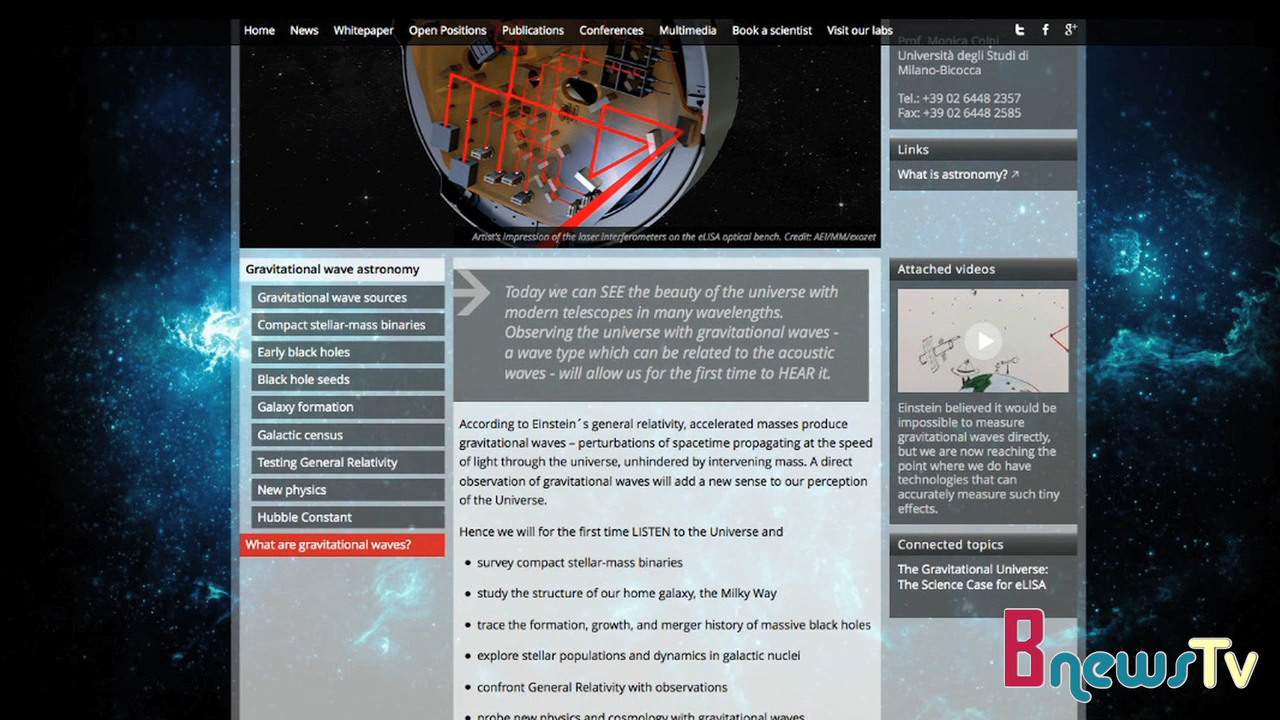 Home News Whitepaper Open Positions Publications Conferences Multimedia Book a scientist Visit our labs
Prof. Monica Colpi
Università degli Studi di
Milano-Bicocca
Tel.: +39 02 6448 2357
Fax: +39 02 6448 2585
Links
What is astronomy?
Artist's impression of the laser interferometers on the eLISA optical bench. Credit: AEI/MM/exozet
Gravitational wave astronomy
Gravitational wave sources
Compact stellar-mass binaries
Early black holes
Black hole seeds
Galaxy formation
Galactic census
Testing General Relativity
New physics
Hubble Constant
What are gravitational waves?
Today we can SEE the beauty of the universe with
modern telescopes in many wavelengths.
Observing the universe with gravitational waves -
a wave type which can be related to the acoustic
waves - will allow us for the first time to HEAR it.
According to Einstein´s general relativity, accelerated masses produce
gravitational waves – perturbations of spacetime propagating at the speed
of light through the universe, unhindered by intervening mass. A direct
observation of gravitational waves will add a new sense to our perception
of the Universe.
Hence we will for the first time LISTEN to the Universe and
• survey compact stellar-mass binaries
• study the structure of our home galaxy, the Milky Way
• trace the formation, growth, and merger history of massive black holes
• explore stellar populations and dynamics in galactic nuclei
• confront General Relativity with observations
• probe new physics and cosmology with gravitational waves
Attached videos
Einstein believed it would be
impossible to measure
gravitational waves directly,
but we are now reaching the
point where we do have
technologies that can
accurately measure such tiny
effects.
Connected topics
The Gravitational Universe:
The Science Case for eLISA
BnewsTv